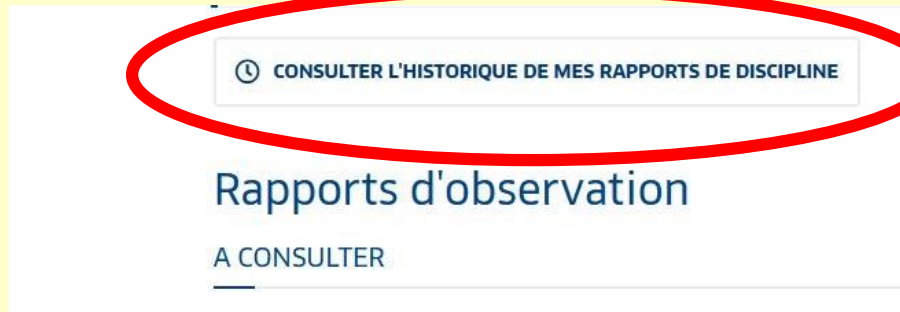 CONSULTER L'HISTORIQUE DE MES RAPPORTS DE DISCIPLINE
Rapports d'observation
A CONSULTER